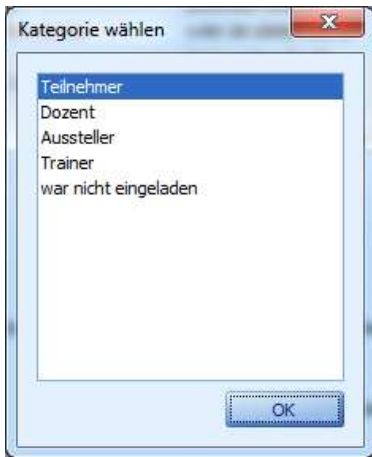 Kategorie wählen
Teilnehmer
Dozent
Aussteller
Trainer
war nicht eingeladen
OK